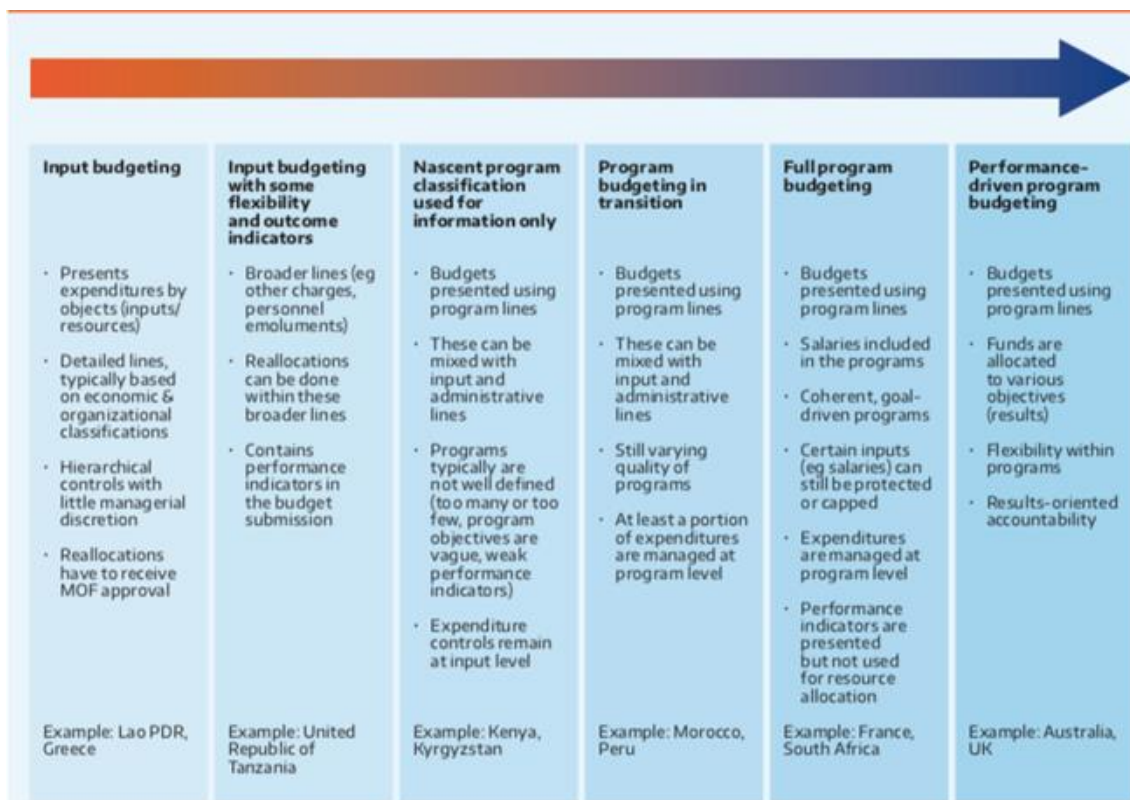 Input budgeting
· Presents
expenditures by
objects (inputs/
resources)
· Detailed lines,
typically based
on economic &
organizational
classifications
· Hierarchical
controls with
little managerial
discretion
· Reallocations
have to receive
MOF approval
Example: Lao PDR,
Greece
Input budgeting
with some
flexibility
and outcome
indicators
· Broader lines (eg
other charges,
personnel
emoluments)
· Reallocations
can be done
within these
broader lines
· Contains
performance
indicators in
the budget
submission
Example: United
Republic of
Tanzania
Nascent program
classification
used for
information only
· Budgets
presented using
program lines
· These can be
mixed with
input and
administrative
lines
· Programs
typically are
not well defined
(too many or too
few, program
objectives are
vague, weak
performance
indicators)
· Expenditure
controls remain
at input level
Example: Kenya,
Kyrgyzstan
Program
budgeting in
transition
· Budgets
presented using
program lines
· These can be
mixed with
input and
administrative
lines
· Still varying
quality of
programs
· At least a portion
of expenditures
are managed at
program level
Example: Morocco,
Peru
Full program
budgeting
· Budgets
presented using
program lines
· Salaries included
in the programs
· Coherent, goal-
driven programs
· Certain inputs
(eg salaries) can
still be protected
or capped
· Expenditures
are managed at
program level
· Performance
indicators are
presented
but not used
for resource
allocation
Example: France,
South Africa
Performance-
driven program
budgeting
· Budgets
presented using
program lines
· Funds are
allocated
to various
objectives
(results)
· Flexibility within
programs
· Results-oriented
accountability
Example: Australia,
UK